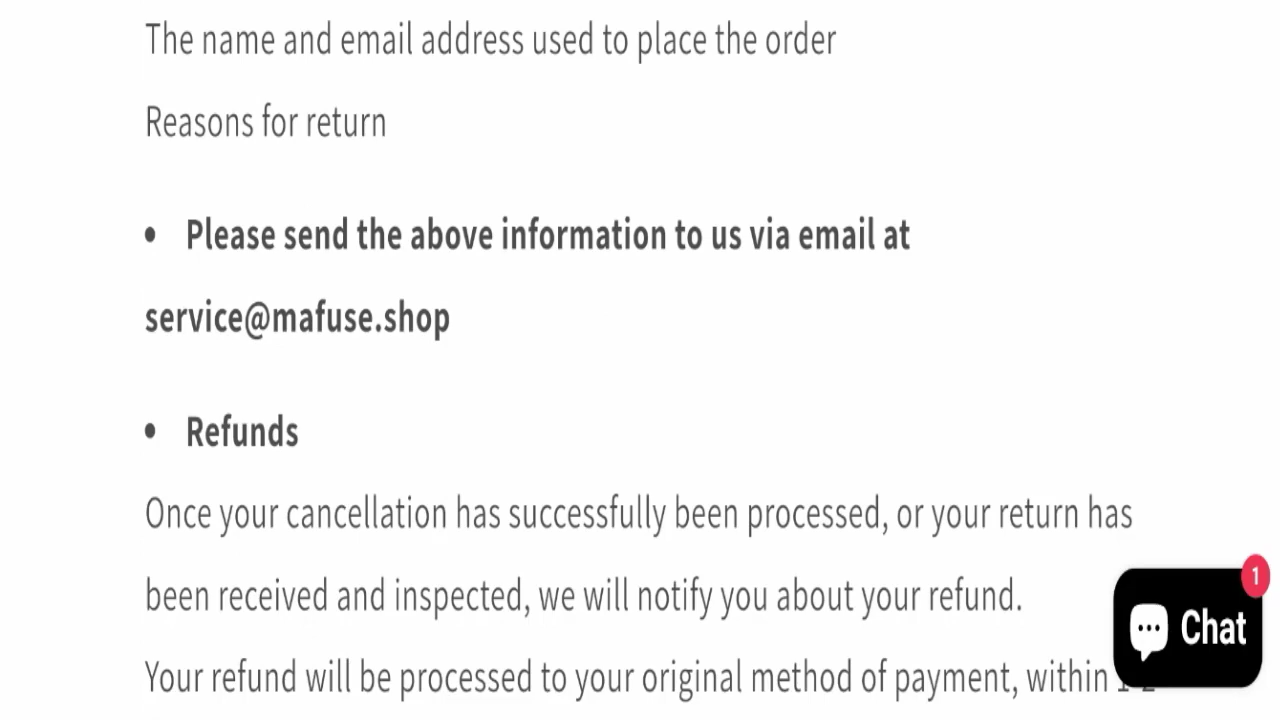 The name and email address used to place the order
Reasons for return
• Please send the above information to us via email at
service@mafuse.shop
• Refunds
Once your cancellation has successfully been processed, or your return has
been received and inspected, we will notify you about your refund.
Your refund will be processed to your original method of payment, within
1
Chat